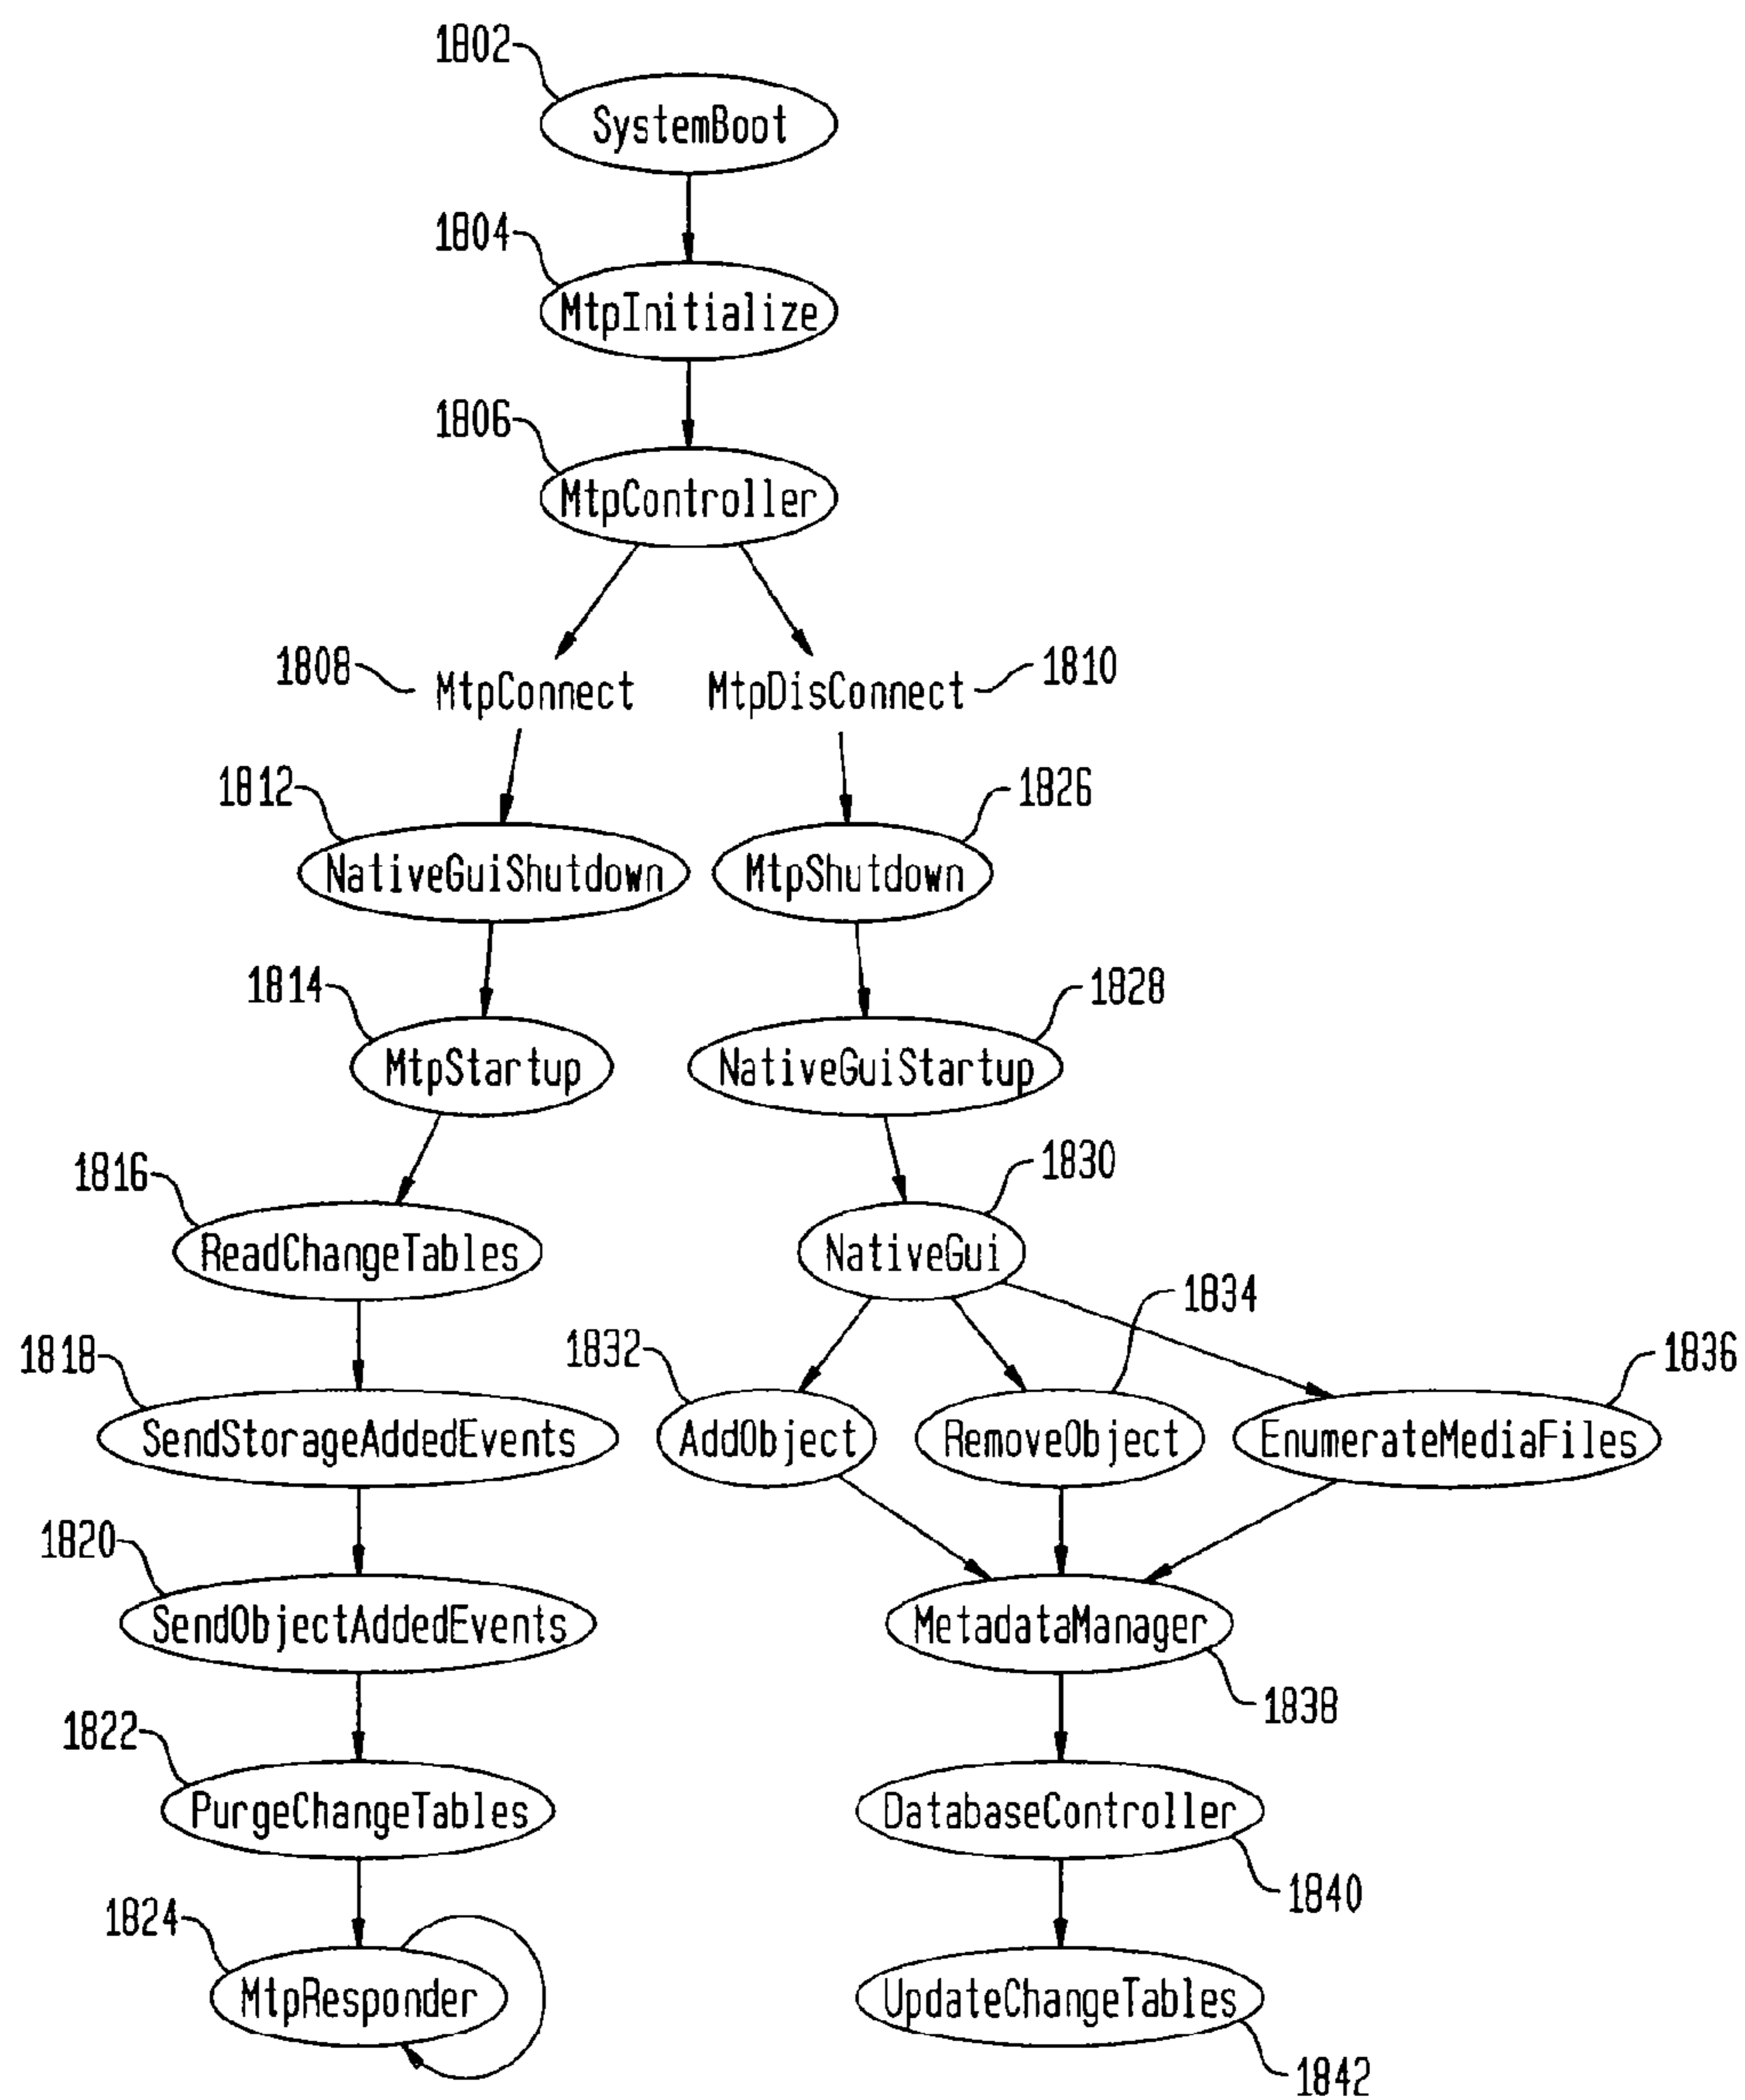 1802
SystemBoot
1804
MtpInitialize
1806
MtpController
1808 MtpConnect MtpDisConnect 1810
1812 1826
NativeGuiShutdown MtpShutdown
1814 1828
MtpStartup NativeGuiStartup
1816 1830
ReadChangeTables NativeGui
1834
1818 1832 1836
SendStorageAddedEvents AddObject RemoveObject EnumerateMediaFiles
1820
SendObjectAddedEvents MetadataManager
1838
1822
PurgeChangeTables DatabaseController
1840
1824
MtpResponder UpdateChangeTables
1842